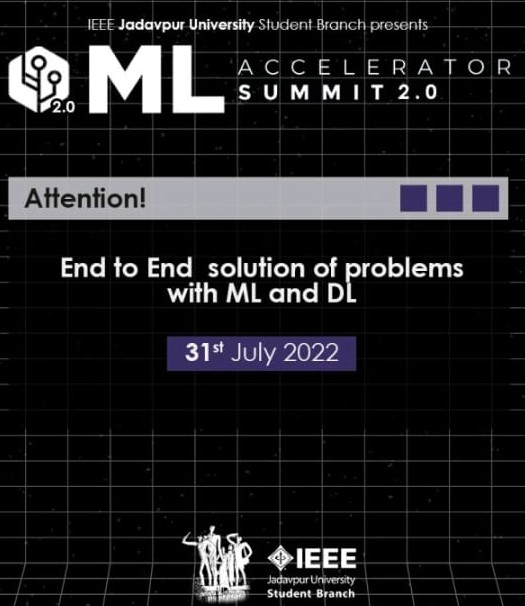 IEEE Jadavpur University Student Branch presents
2.0
ML
ACCELERATOR
SUMMIT 2.0
Attention!
End to End solution of problems
with ML and DL
31st July 2022
IEEE
Jadavpur University
Student Branch